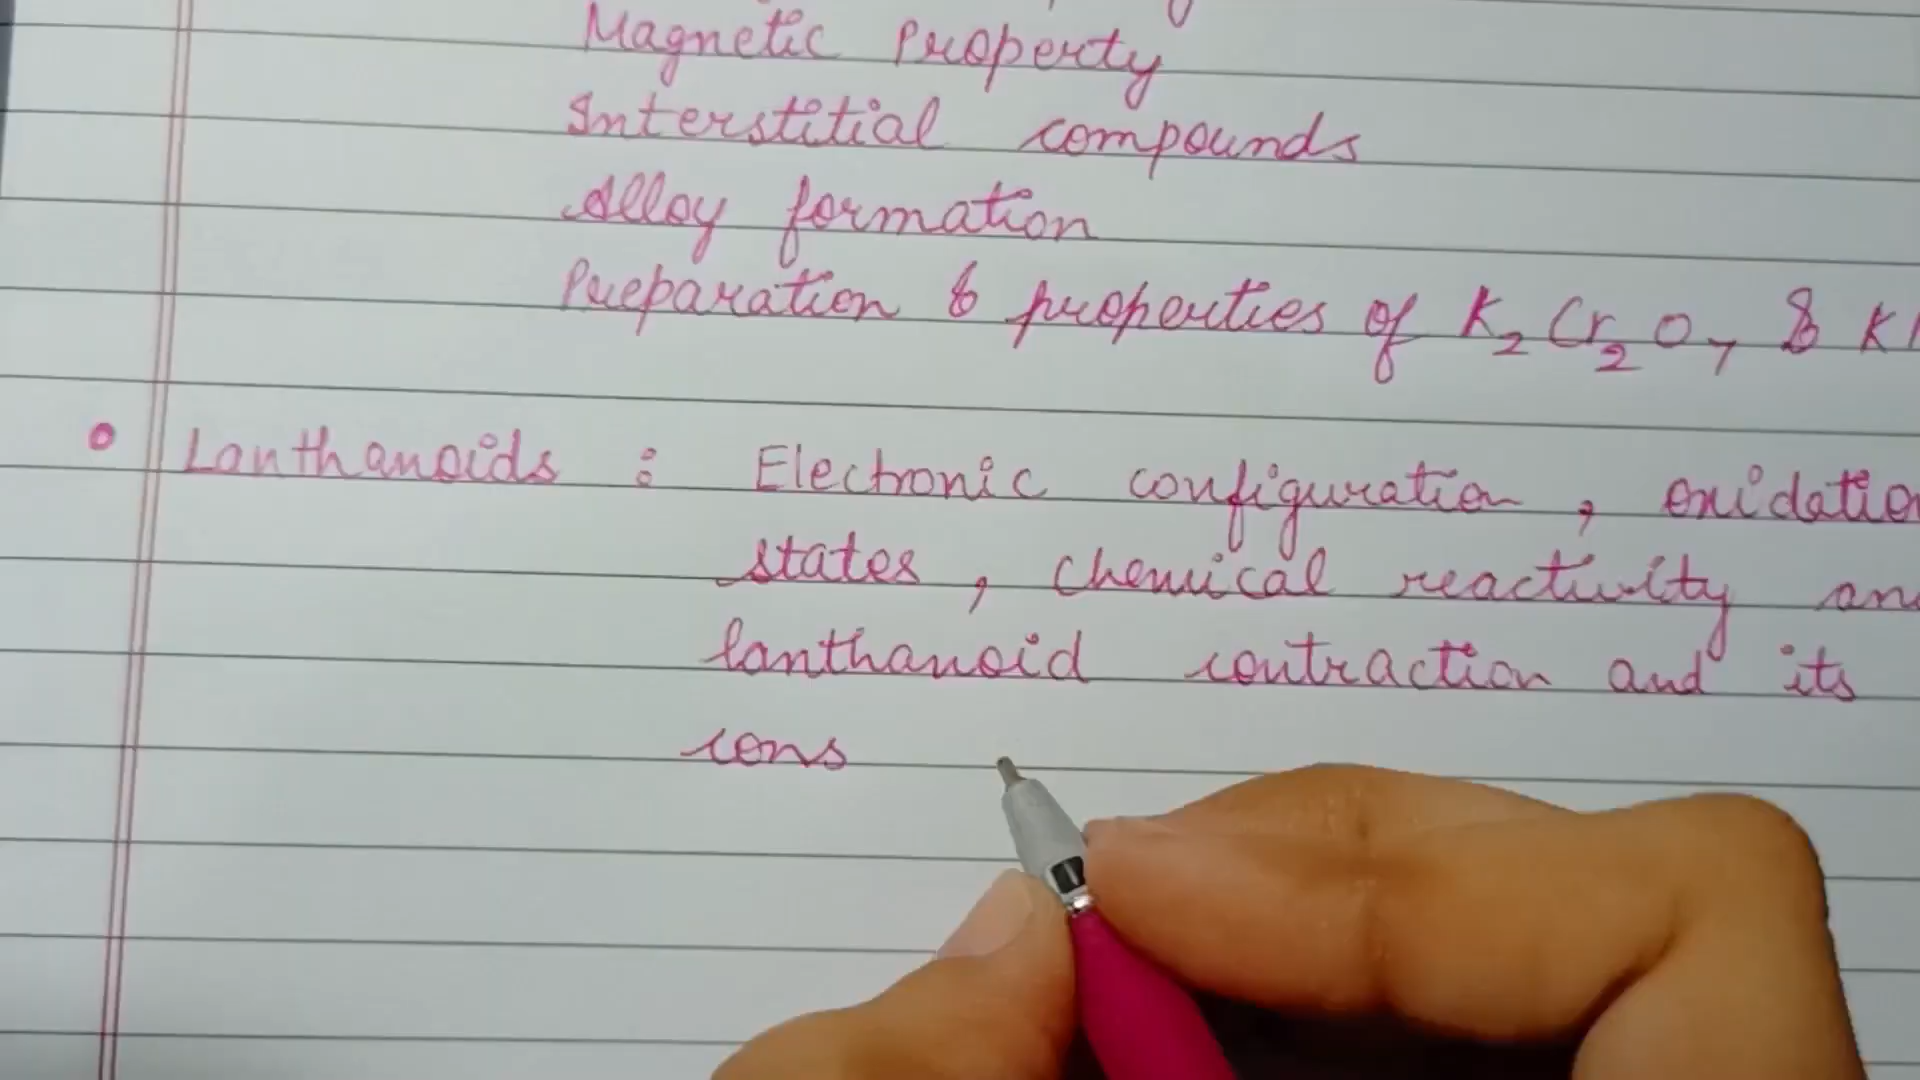 Magnetic Property
Interstitial compounds
Alloy formation
Preparation & properties of K₂Cr₂O₇ & K
• Lanthanoids : Electronic configuration, oxidation
states, chemical reactivity an
lanthanoid contraction and its
cons